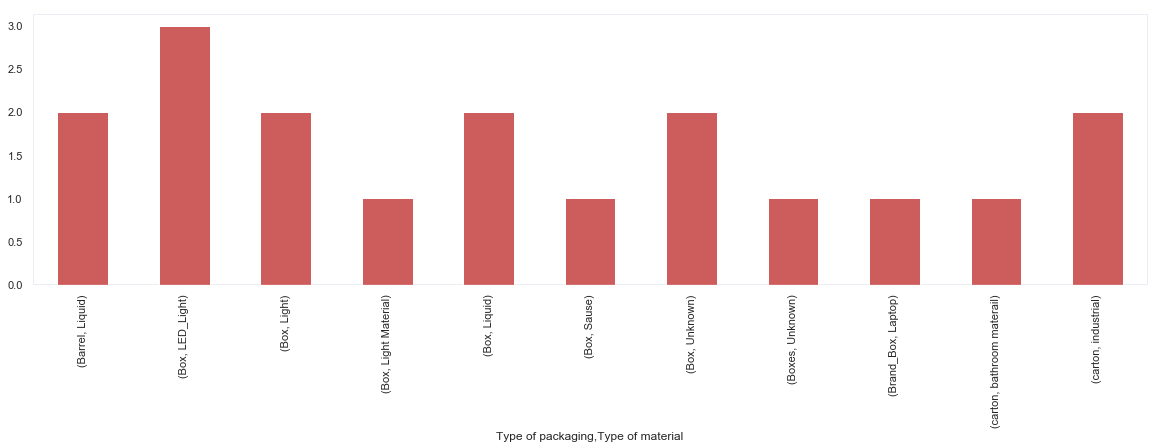 3.0
2.5
2.0
1.5
1.0
0.5
0.0
(Barrel, Liquid)
(Box, LED_Light)
(Box, Light)
(Box, Light Material)
(Box, Liquid)
(Box, Sause)
(Box, Unknown)
(Boxes, Unknown)
(Brand_Box, Laptop)
(carton, bathroom materail)
(carton, industrial)
Type of packaging,Type of material